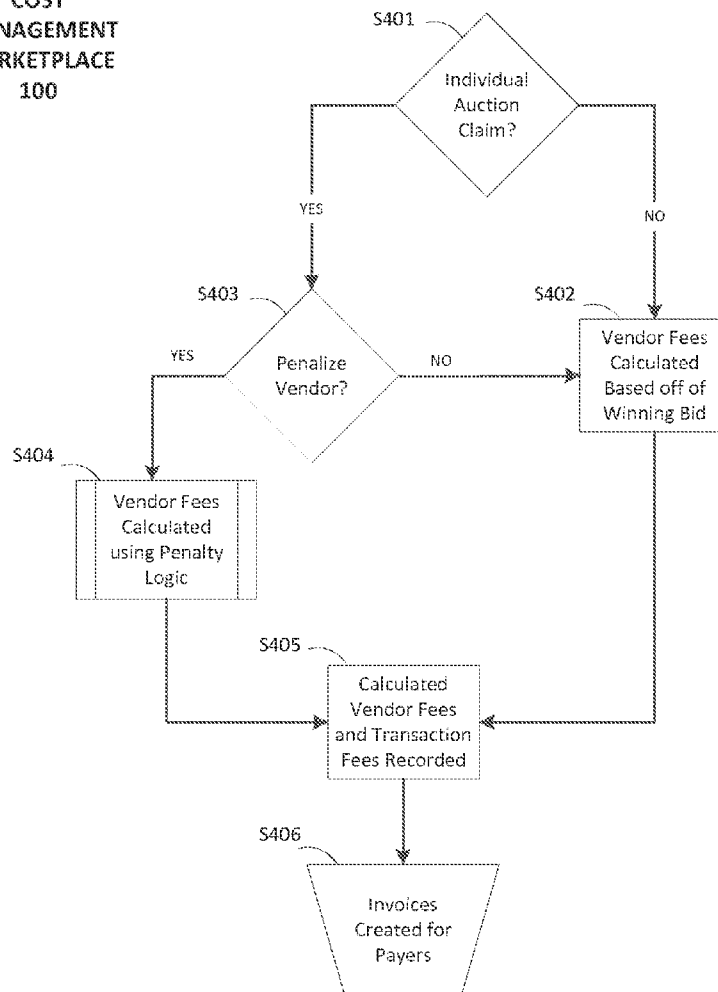 COST
NAGEMENT
RKETPLACE
100
S401
Individual
Auction
Claim?
YES
NO
S403
Penalize
Vendor?
YES
NO
S402
Vendor Fees
Calculated
Based off of
Winning Bid
S404
Vendor Fees
Calculated
using Penalty
Logic
S405
Calculated
Vendor Fees
and Transaction
Fees Recorded
S406
Invoices
Created for
Payers